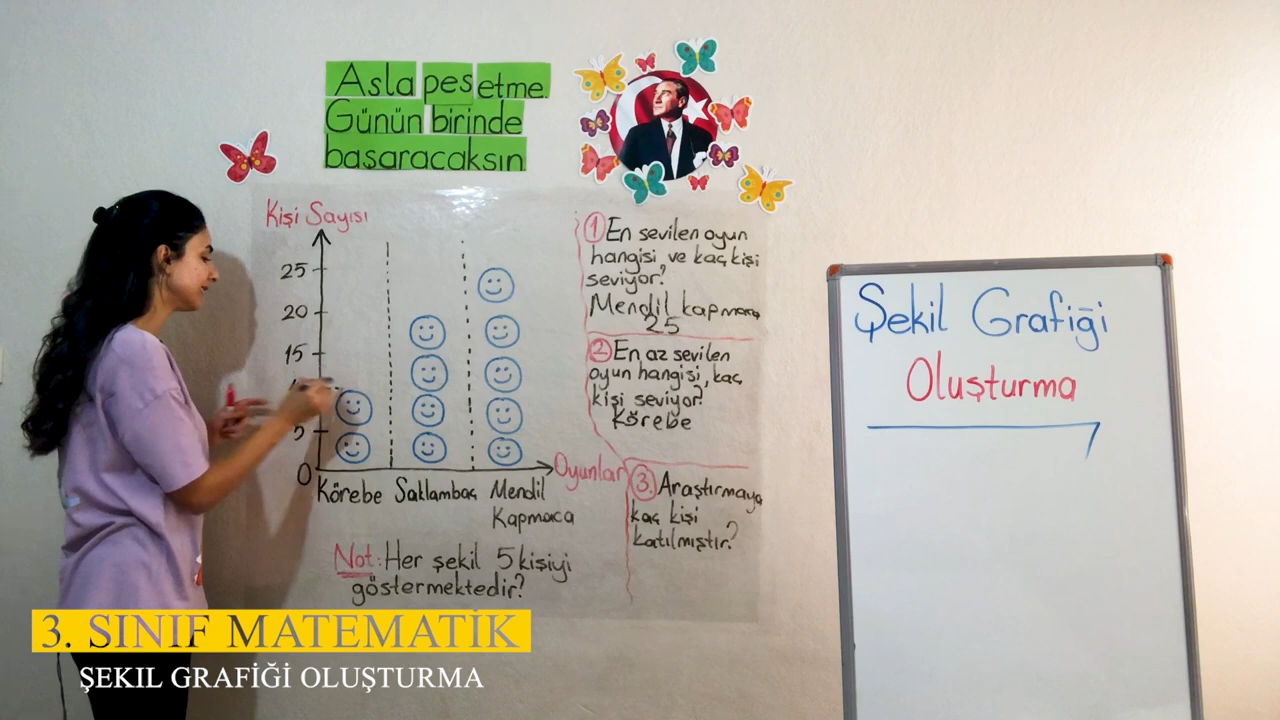 Asla pes etme.
Günün birinde
başaracaksın
Kişi Sayısı
25
20
15
5
0
Körebe Saklambaç Mendil
Kapmaca
Oyunlar
Not: Her şekil 5 kişiyi
göstermektedir?
1 En sevilen oyun
hangisi ve kaç kişi
seviyor?
Mendil kapmaca
25
2 En az sevilen
oyun hangisi, kaç
kişi seviyor?
Körebe
3. Araştırmaya
kaç kişi
katılmıştır?
Şekil Grafiği
Oluşturma
3. SINIF MATEMATİK
ŞEKIL GRAFİĞİ OLUŞTURMA